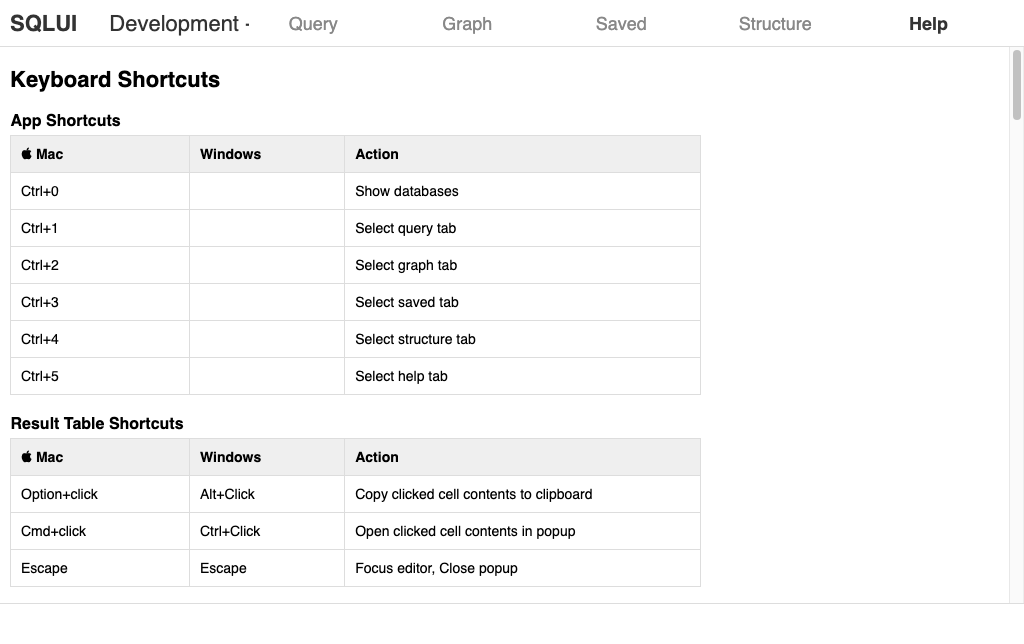 SQLUI Development · Query Graph Saved Structure Help
Keyboard Shortcuts
App Shortcuts
Mac Windows Action
Ctrl+0 Show databases
Ctrl+1 Select query tab
Ctrl+2 Select graph tab
Ctrl+3 Select saved tab
Ctrl+4 Select structure tab
Ctrl+5 Select help tab
Result Table Shortcuts
Mac Windows Action
Option+click Alt+Click Copy clicked cell contents to clipboard
Cmd+click Ctrl+Click Open clicked cell contents in popup
Escape Escape Focus editor, Close popup